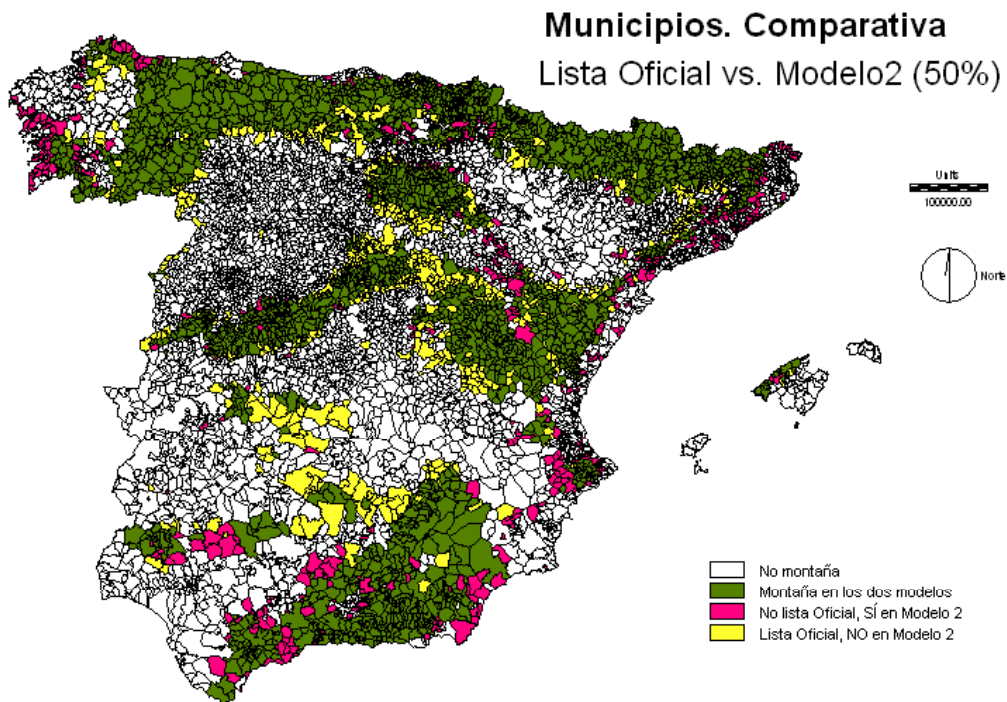 Municipios. Comparativa
Lista Oficial vs. Modelo2 (50%)
Units
100000.00
Norte
No montaña
Montaña en los dos modelos
No lista Oficial, SÍ en Modelo 2
Lista Oficial, NO en Modelo 2